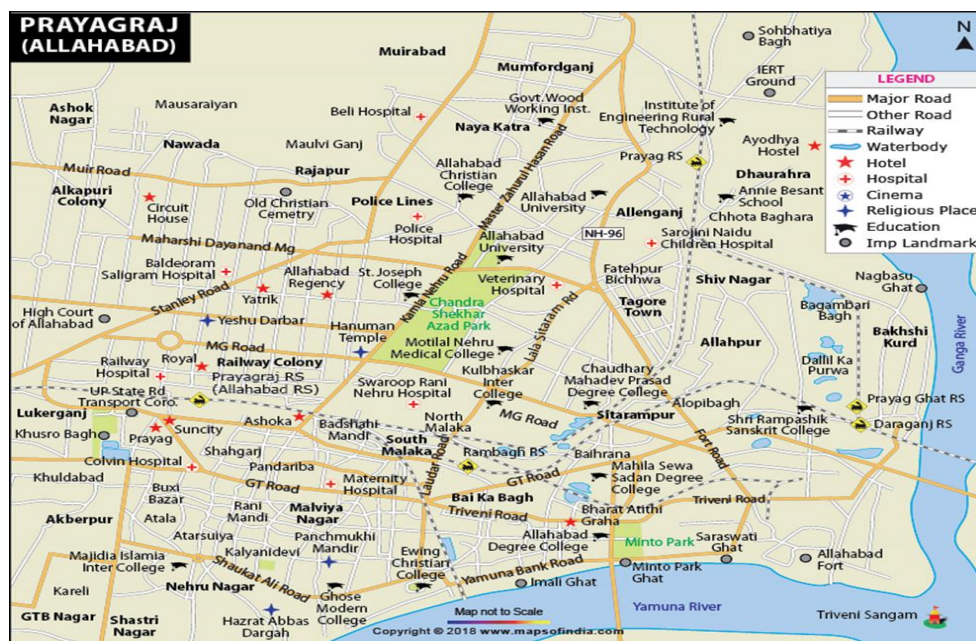 PRAYAGRAJ
(ALLAHABAD)
N
Sohbhatiya
Bagh
Muirabad
Mumfordganj
IERT
Ground
LEGEND
Major Road
Other Road
Railway
Waterbody
Hotel
Hospital
Cinema
Religious Place
Education
Imp Landmark
Ashok
Nagar
Mausaraiyan
Beli Hospital
Govt. Wood
Working Inst.
Institute of
Engineering Rural
Technology
Naya Katra
Nawada
Maulvi Ganj
Ayodhya
Hostel
Prayag RS
Muir Road
Rajapur
Allahabad
Christian
College
Master Zahurul Hasan Road
Dhaurahra
Alkapuri
Colony
Circuit
House
Old Christian
Cemetry
Police Lines
Allahabad
University
Annie Besant
School
Allenganj
Chhota Baghara
Police
Hospital
Allahabad
University
NH-96
Sarojini Naidu
Children Hospital
Maharshi Dayanand Mg
Baldeoram
Saligram Hospital
Allahabad
Regency
St. Joseph
College
Kamla Nehru Road
Veterinary
Hospital
Fatehpur
Bichhwa
Shiv Nagar
Nagbasu
Ghat
Stanley Road
Yatrik
Chandra
Shekhar
Azad Park
Lala Sitaram Rd
Tagore
Town
Bagambari
Bagh
High Court
of Allahabad
Yeshu Darbar
Hanuman
Temple
Motilal Nehru
Medical College
Allahpur
Bakhshi
Kurd
Ganga River
MG Road
Railway
Hospital
Royal
Railway Colony
Prayagraj RS
(Allahabad RS)
Swaroop Rani
Nehru Hospital
Kulbhaskar
Inter
College
Chaudhary
Mahadev Prasad
Degree College
Dallil Ka
Purwa
UP State Rd
Transport Coro.
Prayag Ghat RS
Lukerganj
Suncity
Ashoka
Badshahi
Mandi
North
Malaka
MG Road
Sitarampur
Alopibagh
Shri Rampashik
Sanskrit College
Daraganj RS
Khusro Bagh
Prayag
South
Malaka
Laudar Road
Rambagh RS
Baihrana
Fort Road
Shahganj
Colvin Hospital
Pandariba
Khuldabad
GT Road
Maternity
Hospital
GT Road
Mahila Sewa
Sadan Degree
College
Buxi
Bazar
Rani
Mandi
Malviya
Nagar
Bai Ka Bagh
Triveni Road
Bharat Atithi
Graha
Triveni Road
Akberpur
Atala
Atarsuiya
Panchmukhi
Mandir
Allahabad
Degree College
Minto Park
Saraswati
Ghat
Majidia Islamia
Inter College
Kalyanidevi
Ewing
Christian
College
Yamuna Bank Road
Minto Park
Ghat
Allahabad
Fort
Kareli
Nehru Nagar
Shaukat Ali Road
Imali Ghat
GTB Nagar
Shastri
Nagar
Hazrat Abbas
Dargah
Ghose
Modern
College
Map not to Scale
Yamuna River
Triveni Sangam
Copyright © 2018 www.mapsofindia.com